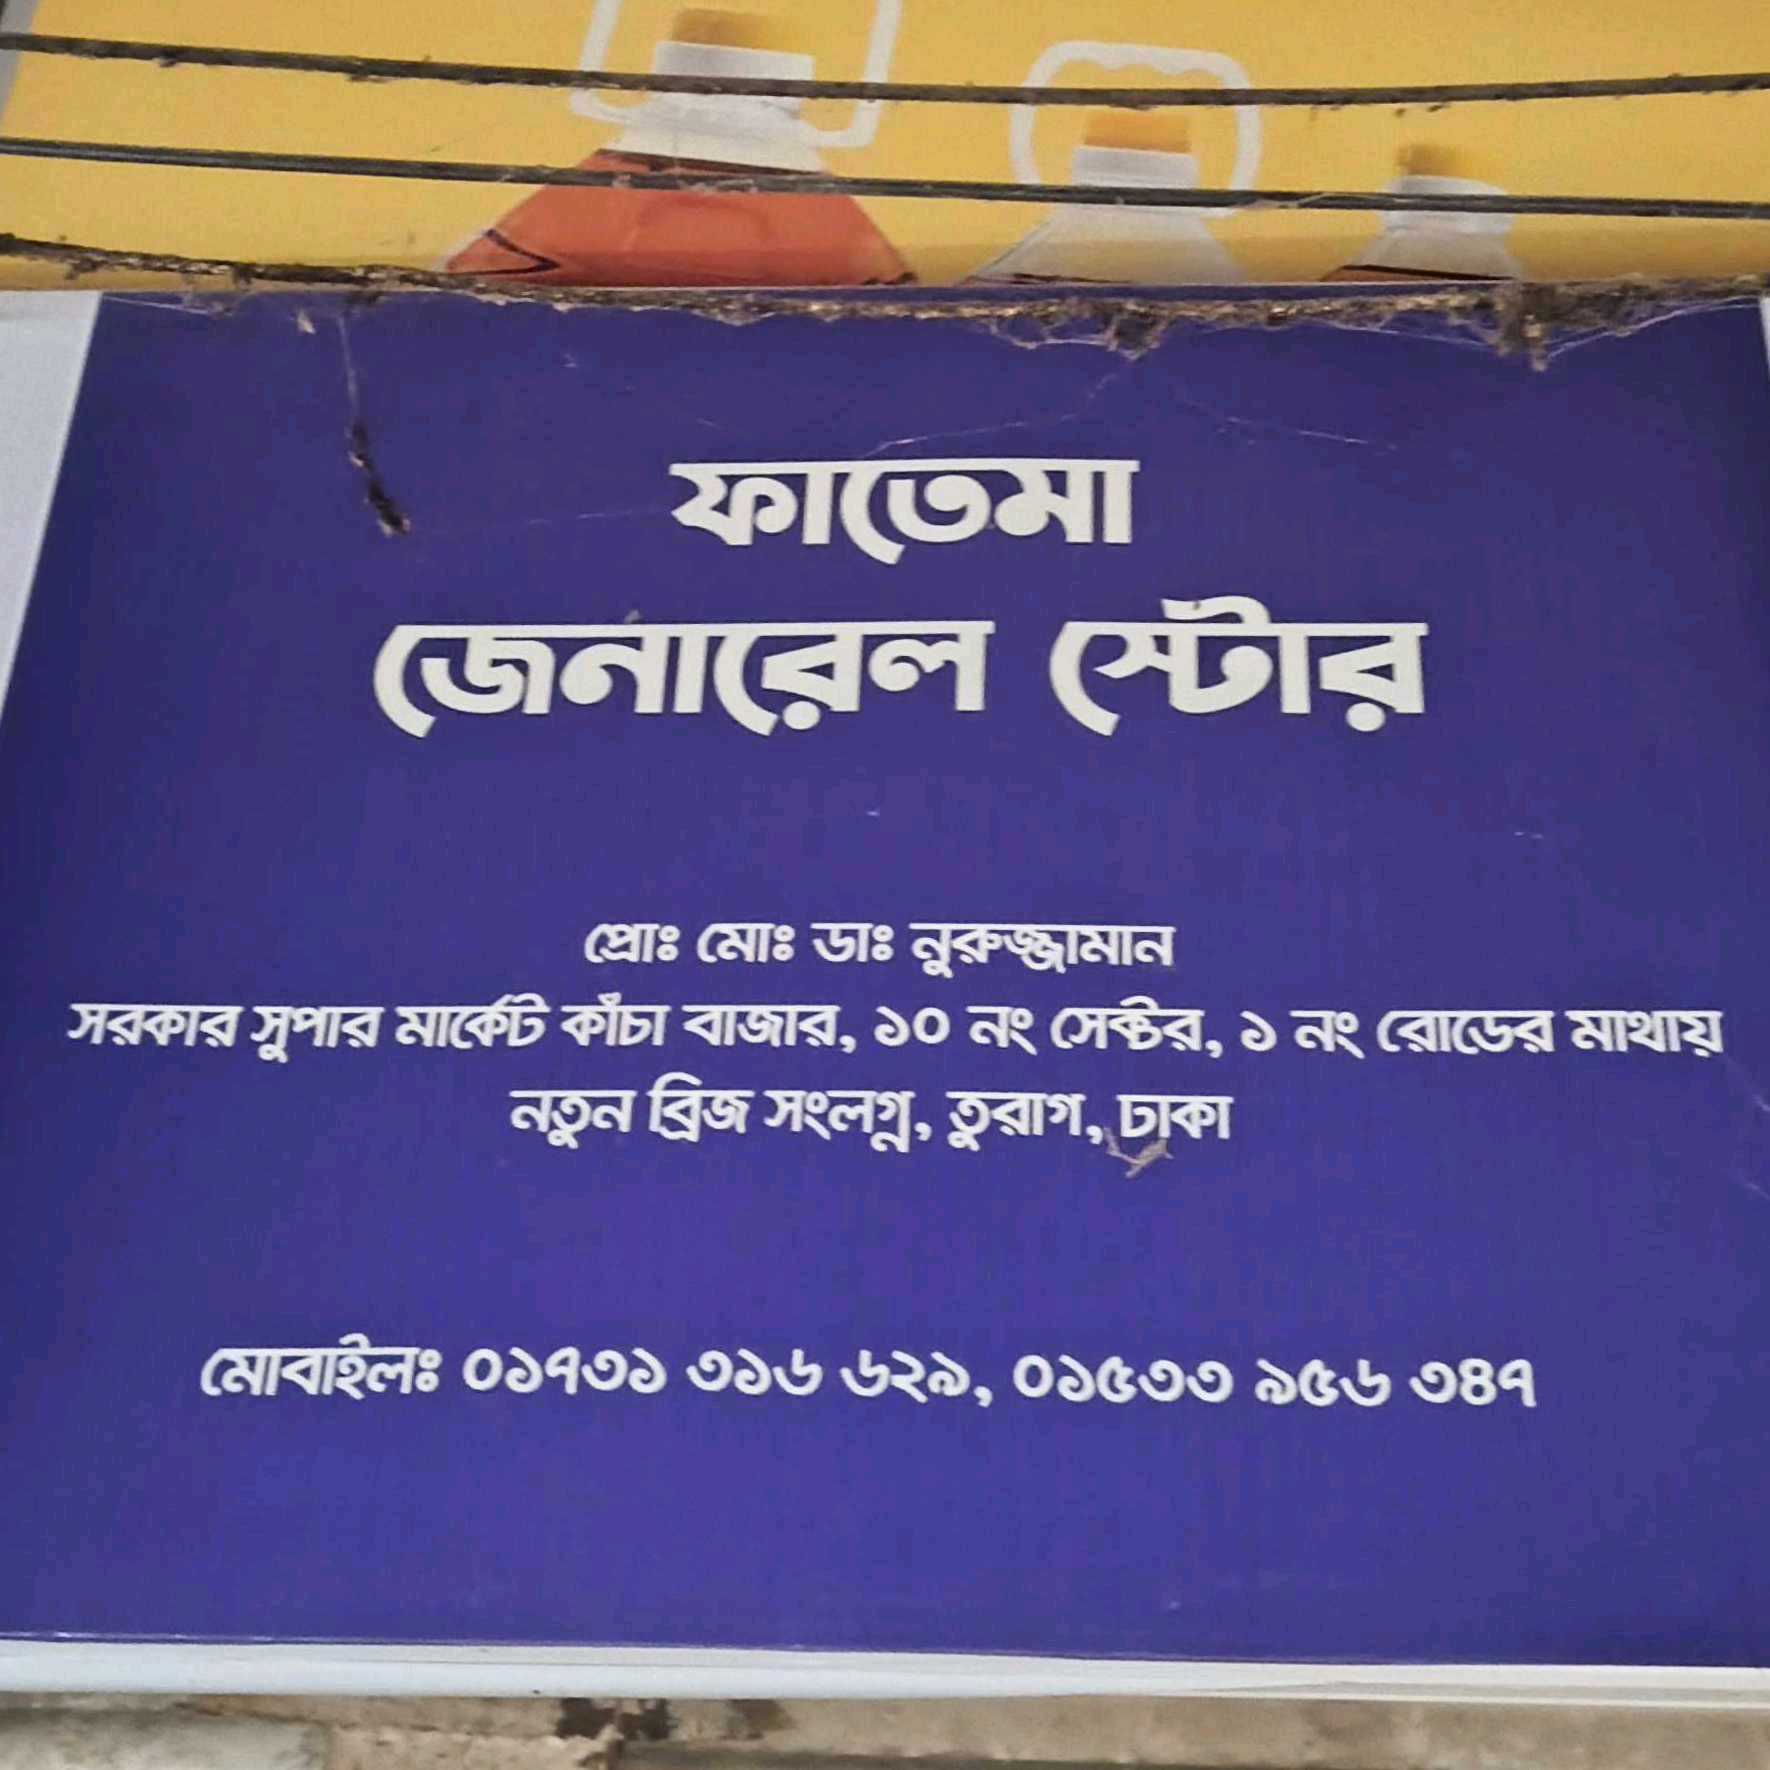 ফাতেমা
জেনারেল স্টোর
প্রোঃ মোঃ ডাঃ নুরুজ্জামান
সরকার সুপার মার্কেট কাঁচা বাজার, ১০ নং সেক্টর, ১ নং রোডের মাথায়
নতুন ব্রিজ সংলগ্ন, তুরাগ, ঢাকা
মোবাইলঃ ০১৭৩১ ৩১৬ ৬২৯, ০১৫৩৩ ৯৫৬ ৩৪৭